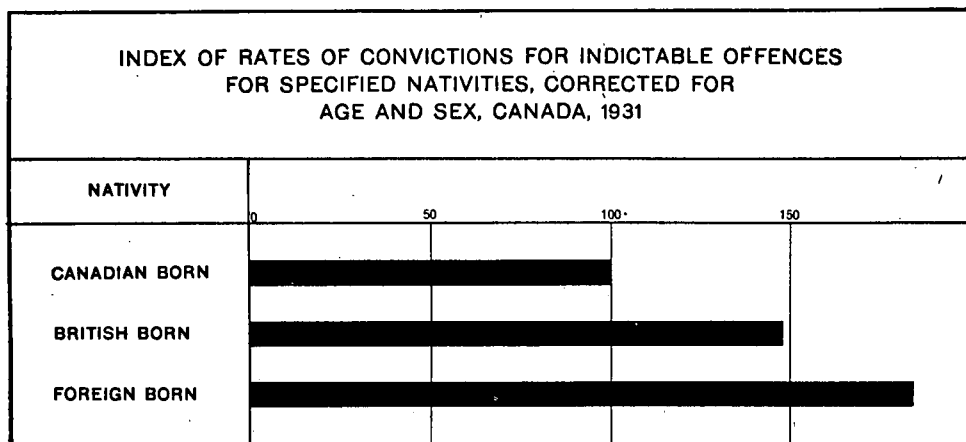 INDEX OF RATES OF CONVICTIONS FOR INDICTABLE OFFENCES
FOR SPECIFIED NATIVITIES, CORRECTED FOR
AGE AND SEX, CANADA, 1931
NATIVITY
0 50 100 150
CANADIAN BORN
BRITISH BORN
FOREIGN BORN